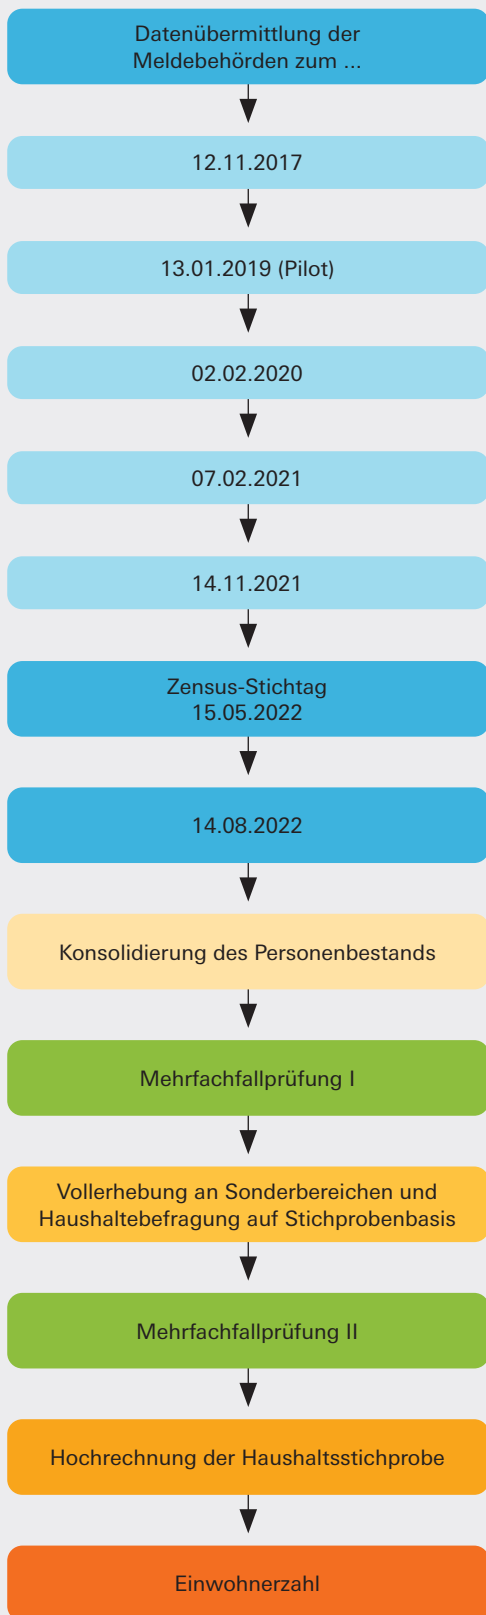 Datenübermittlung der
Meldebehörden zum ...
12.11.2017
13.01.2019 (Pilot)
02.02.2020
07.02.2021
14.11.2021
Zensus-Stichtag
15.05.2022
14.08.2022
Konsolidierung des Personenbestands
Mehrfachfallprüfung I
Vollerhebung an Sonderbereichen und
Haushaltebefragung auf Stichprobenbasis
Mehrfachfallprüfung II
Hochrechnung der Haushaltsstichprobe
Einwohnerzahl